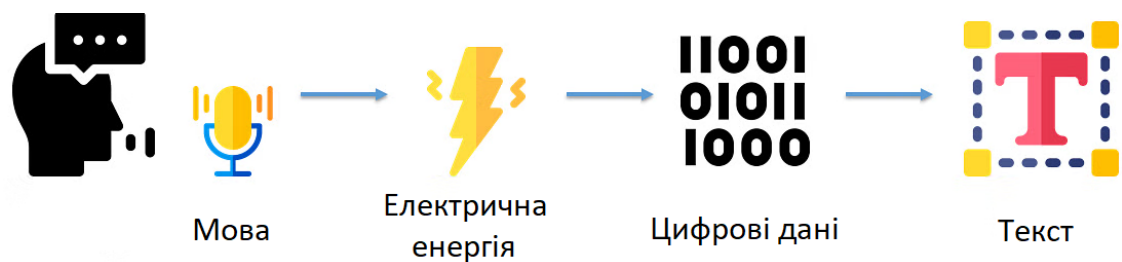 11001
01011
1000
T
Мова
Електрична
енергія
Цифрові дані
Текст